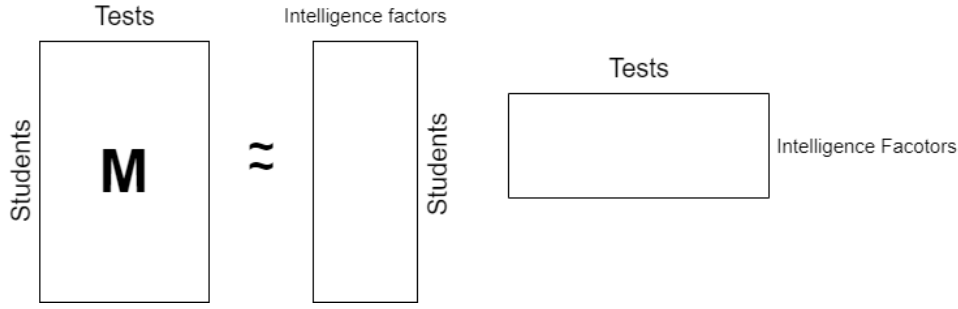 Tests
Intelligence factors
Students
M
≈
Students
Tests
Intelligence Facotors